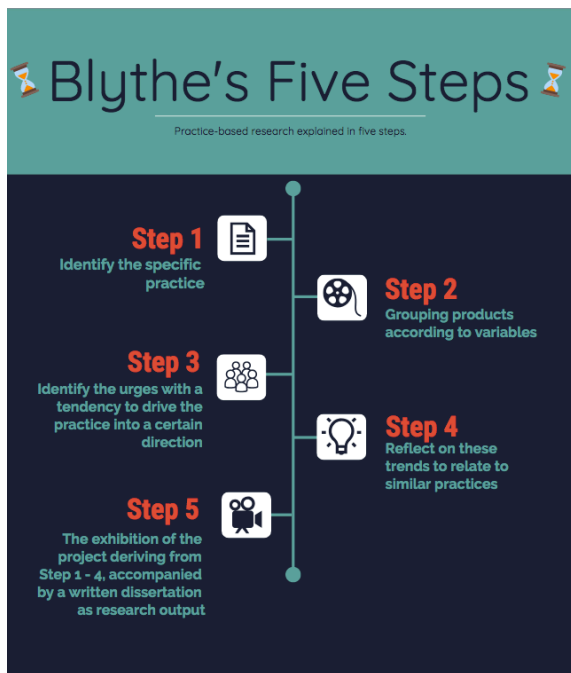 Blythe's Five Steps
Practice-based research explained in five steps.
Step 1
Identify the specific
practice
Step 2
Grouping products
according to variables
Step 3
Identify the urges with a
tendency to drive the
practice into a certain
direction
Step 4
Reflect on these
trends to relate to
similar practices
Step 5
The exhibition of the
project deriving from
Step 1 - 4, accompanied
by a written dissertation
as research output